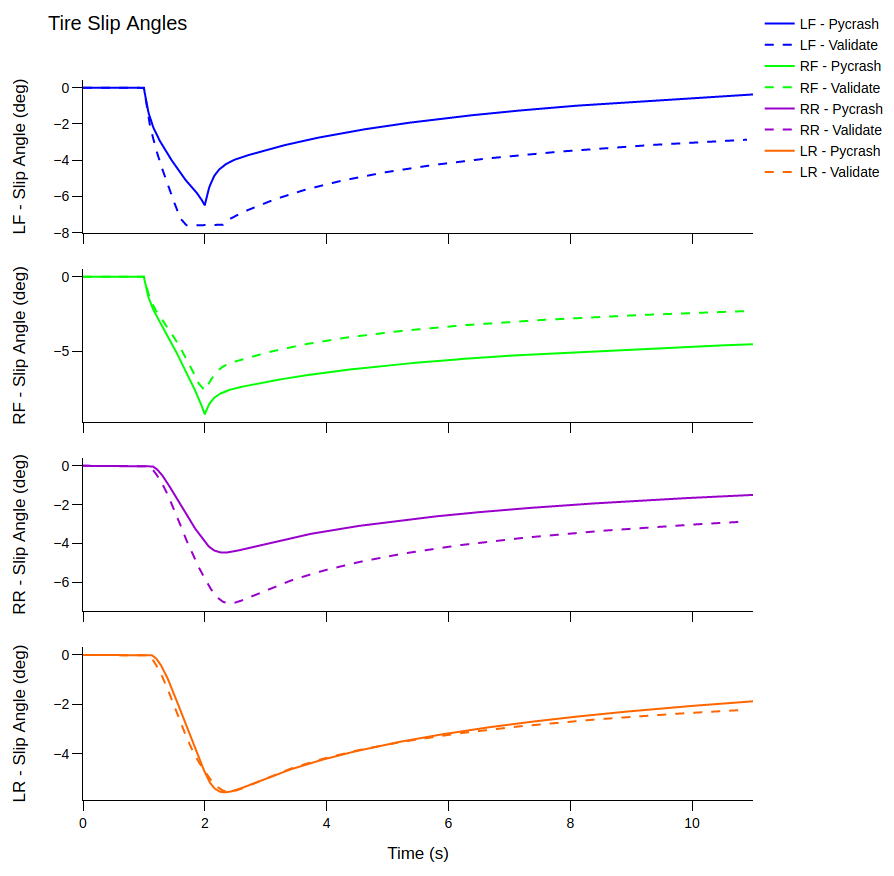 Tire Slip Angles
LF - Pycrash
LF - Validate
RF - Pycrash
RF - Validate
RR - Pycrash
RR - Validate
LR - Pycrash
LR - Validate
LF - Slip Angle (deg)
0
−2
−4
−6
−8
RF - Slip Angle (deg)
0
−5
RR - Slip Angle (deg)
0
−2
−4
−6
LR - Slip Angle (deg)
0
−2
−4
0 2 4 6 8 10
Time (s)